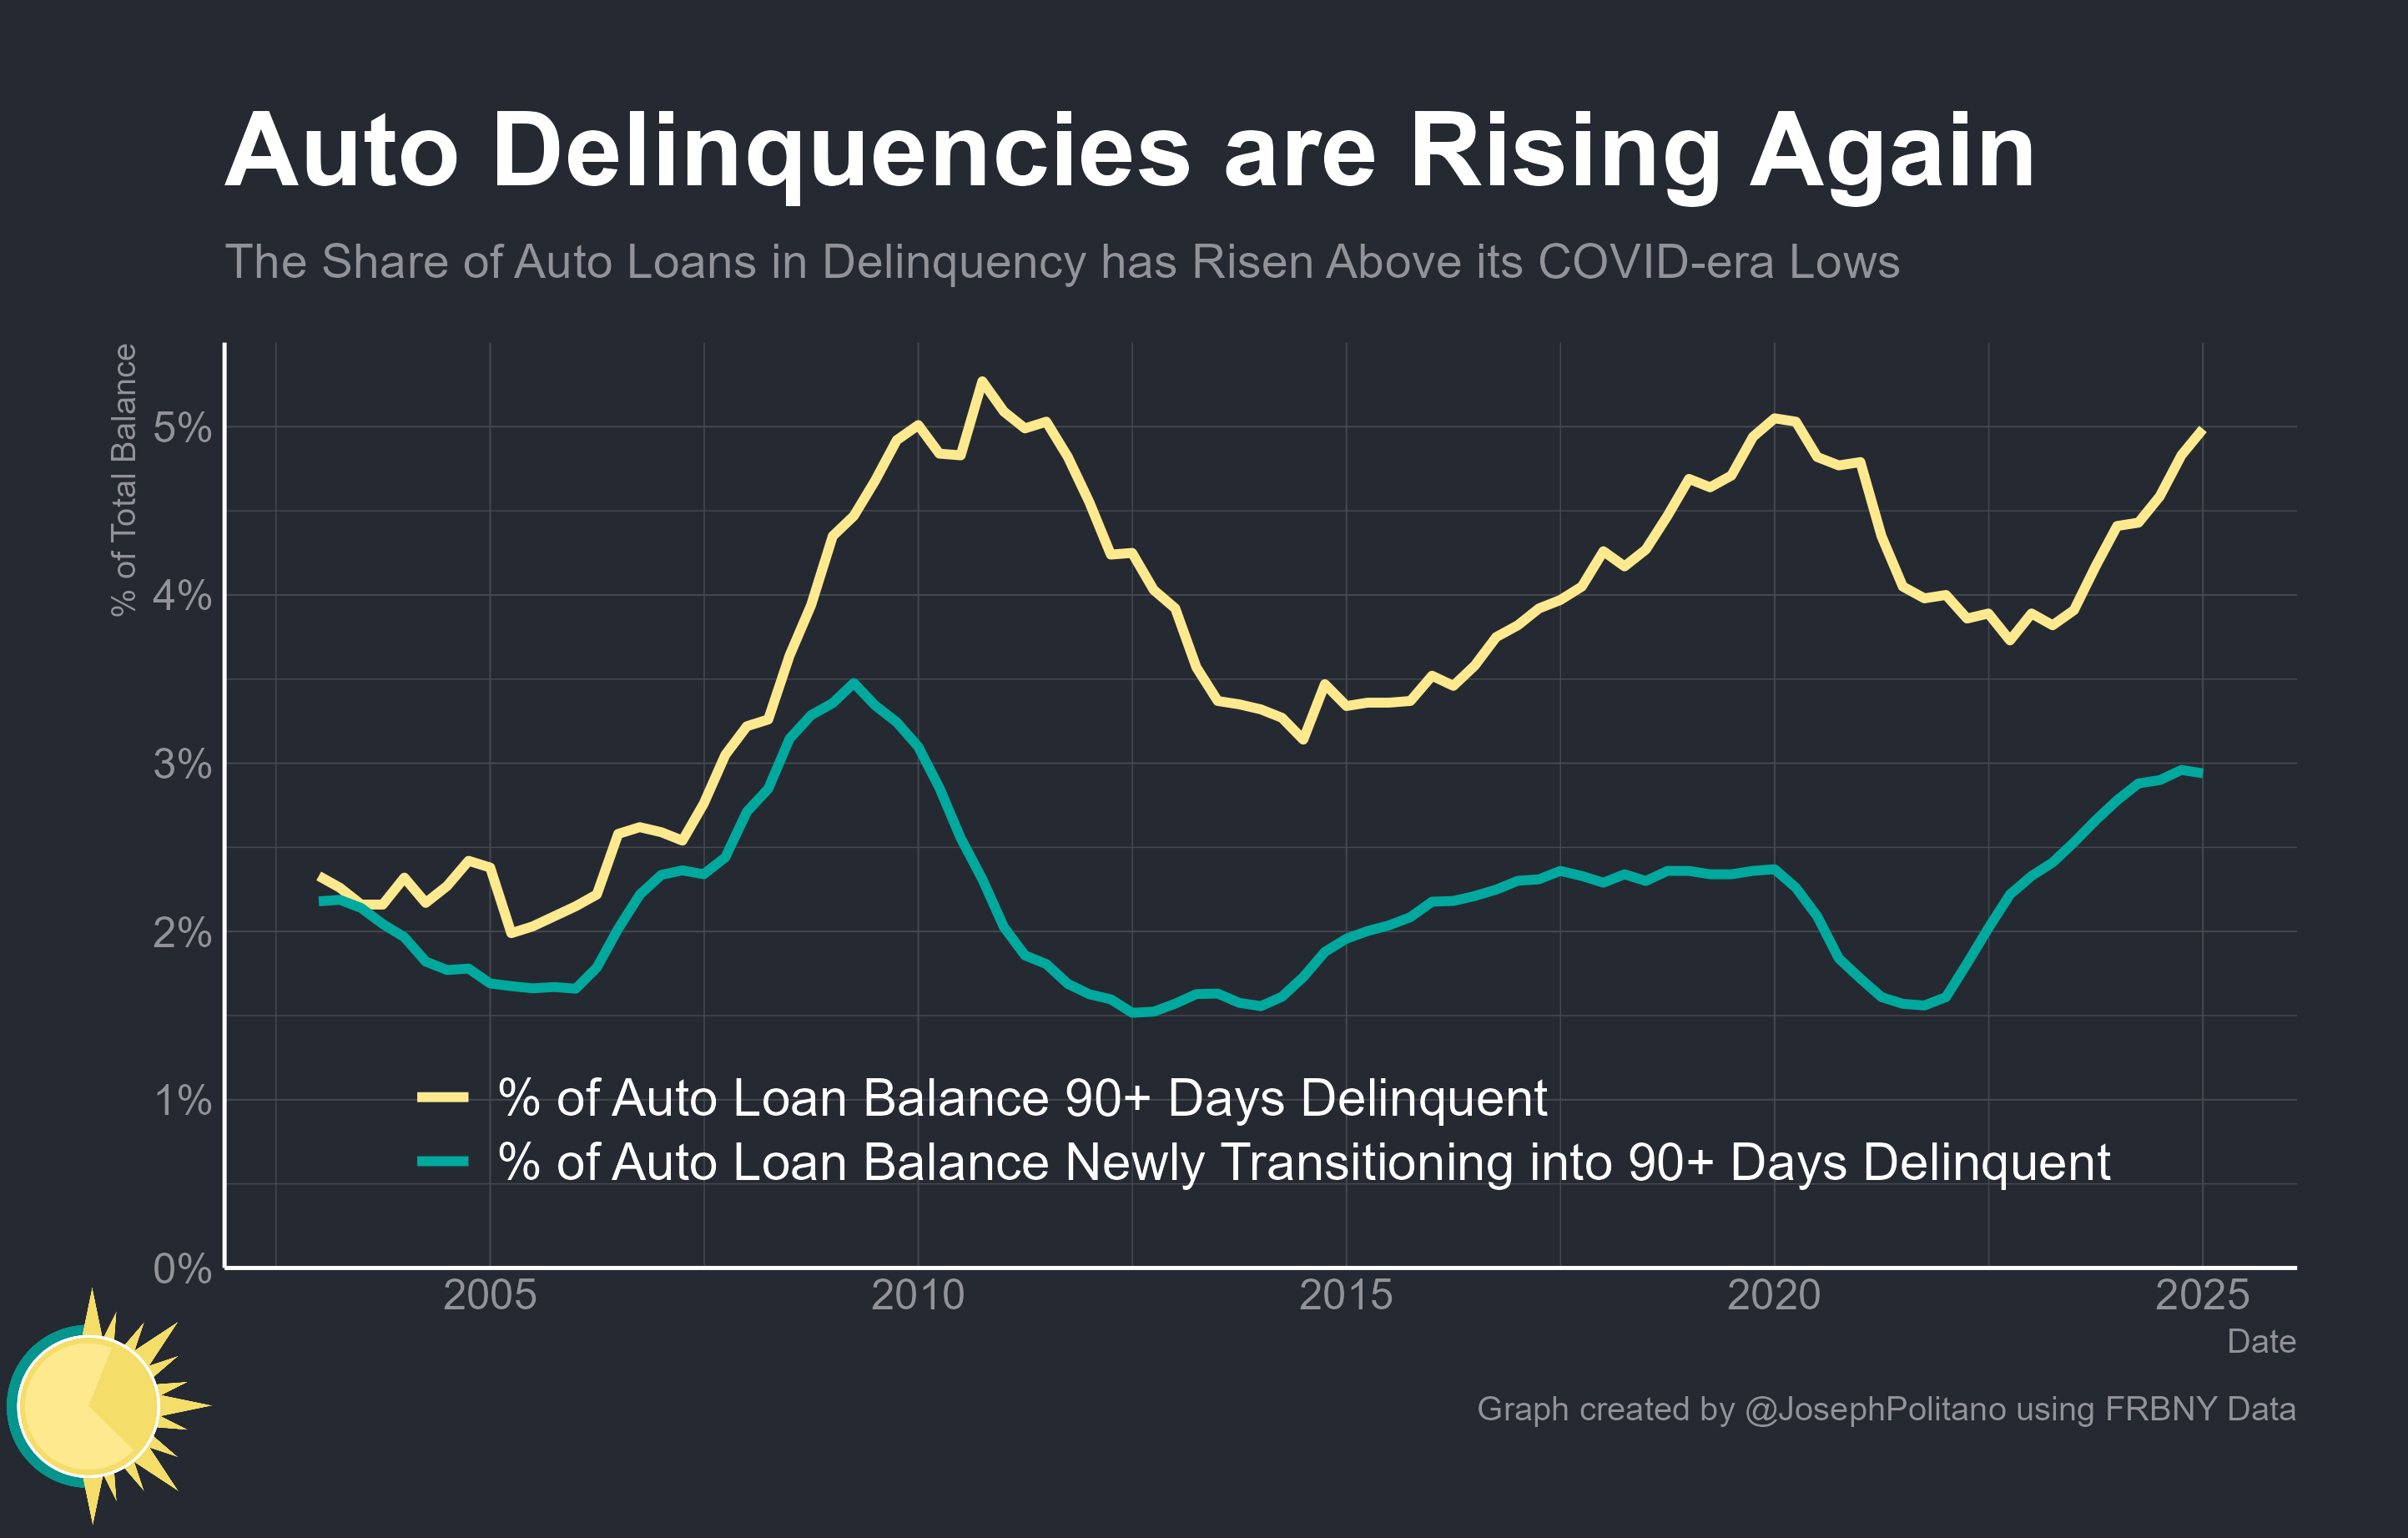 Auto Delinquencies are Rising Again
The Share of Auto Loans in Delinquency has Risen Above its COVID-era Lows
% of Total Balance
5%
4%
3%
2%
1%
0%
% of Auto Loan Balance 90+ Days Delinquent
% of Auto Loan Balance Newly Transitioning into 90+ Days Delinquent
2005 2010 2015 2020 2025
Date
Graph created by @JosephPolitano using FRBNY Data